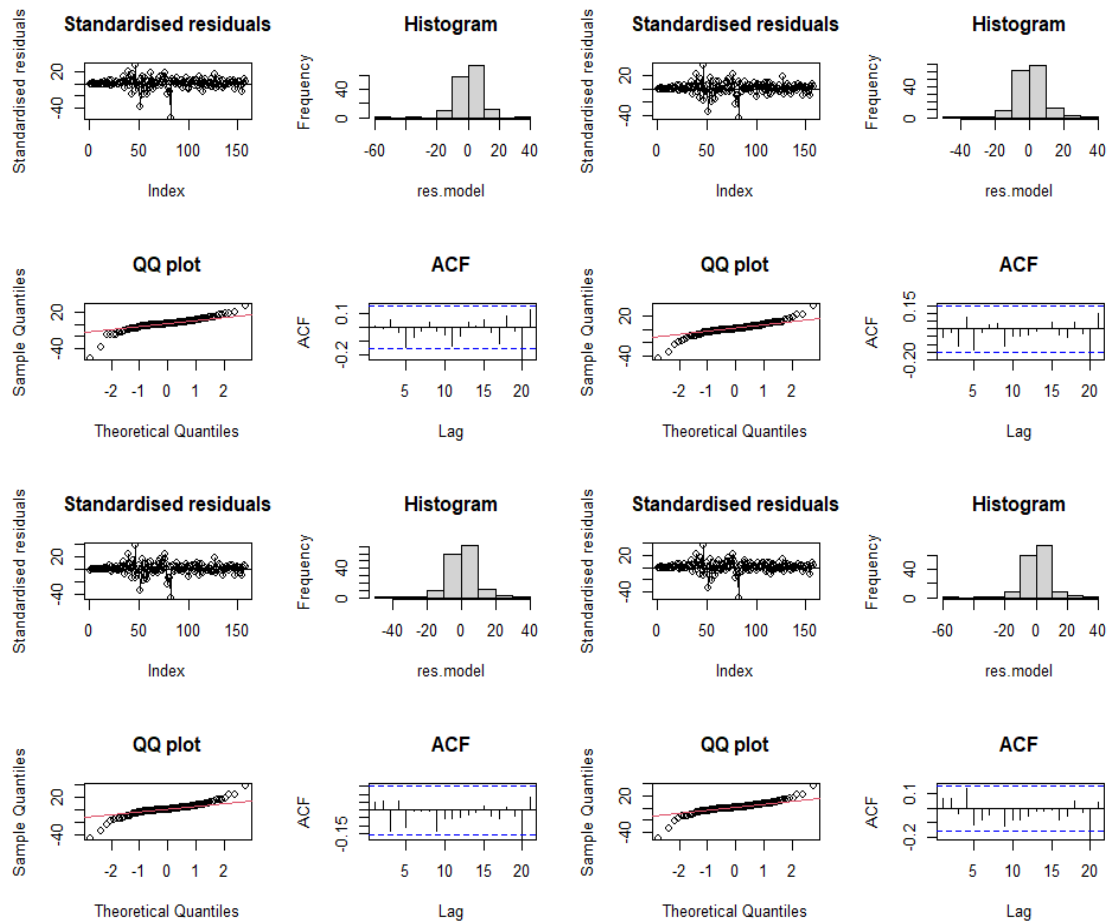 Standardised residuals
Standardised residuals
20
-40
0 50 100 150
Index
Histogram
Frequency
40
0
-60 -20 0 20 40
res.model
Standardised residuals
Standardised residuals
20
-40
0 50 100 150
Index
Histogram
Frequency
40
0
-40 -20 0 20 40
res.model
QQ plot
Sample Quantiles
20
-40
-2 -1 0 1 2
Theoretical Quantiles
ACF
ACF
0.1
-0.2
5 10 15 20
Lag
QQ plot
Sample Quantiles
20
-40
-2 -1 0 1 2
Theoretical Quantiles
ACF
ACF
0.15
-0.20
5 10 15 20
Lag
Standardised residuals
Standardised residuals
20
-40
0 50 100 150
Index
Histogram
Frequency
40
0
-40 -20 0 20 40
res.model
Standardised residuals
Standardised residuals
20
-40
0 50 100 150
Index
Histogram
Frequency
40
0
-60 -20 0 20 40
res.model
QQ plot
Sample Quantiles
20
-40
-2 -1 0 1 2
Theoretical Quantiles
ACF
ACF
-0.15
5 10 15 20
Lag
QQ plot
Sample Quantiles
20
-40
-2 -1 0 1 2
Theoretical Quantiles
ACF
ACF
0.1
-0.2
5 10 15 20
Lag